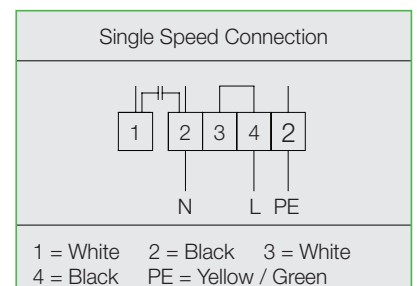 Single Speed Connection
1 2 3 4 2
N L PE
1 = White 2 = Black 3 = White
4 = Black PE = Yellow / Green